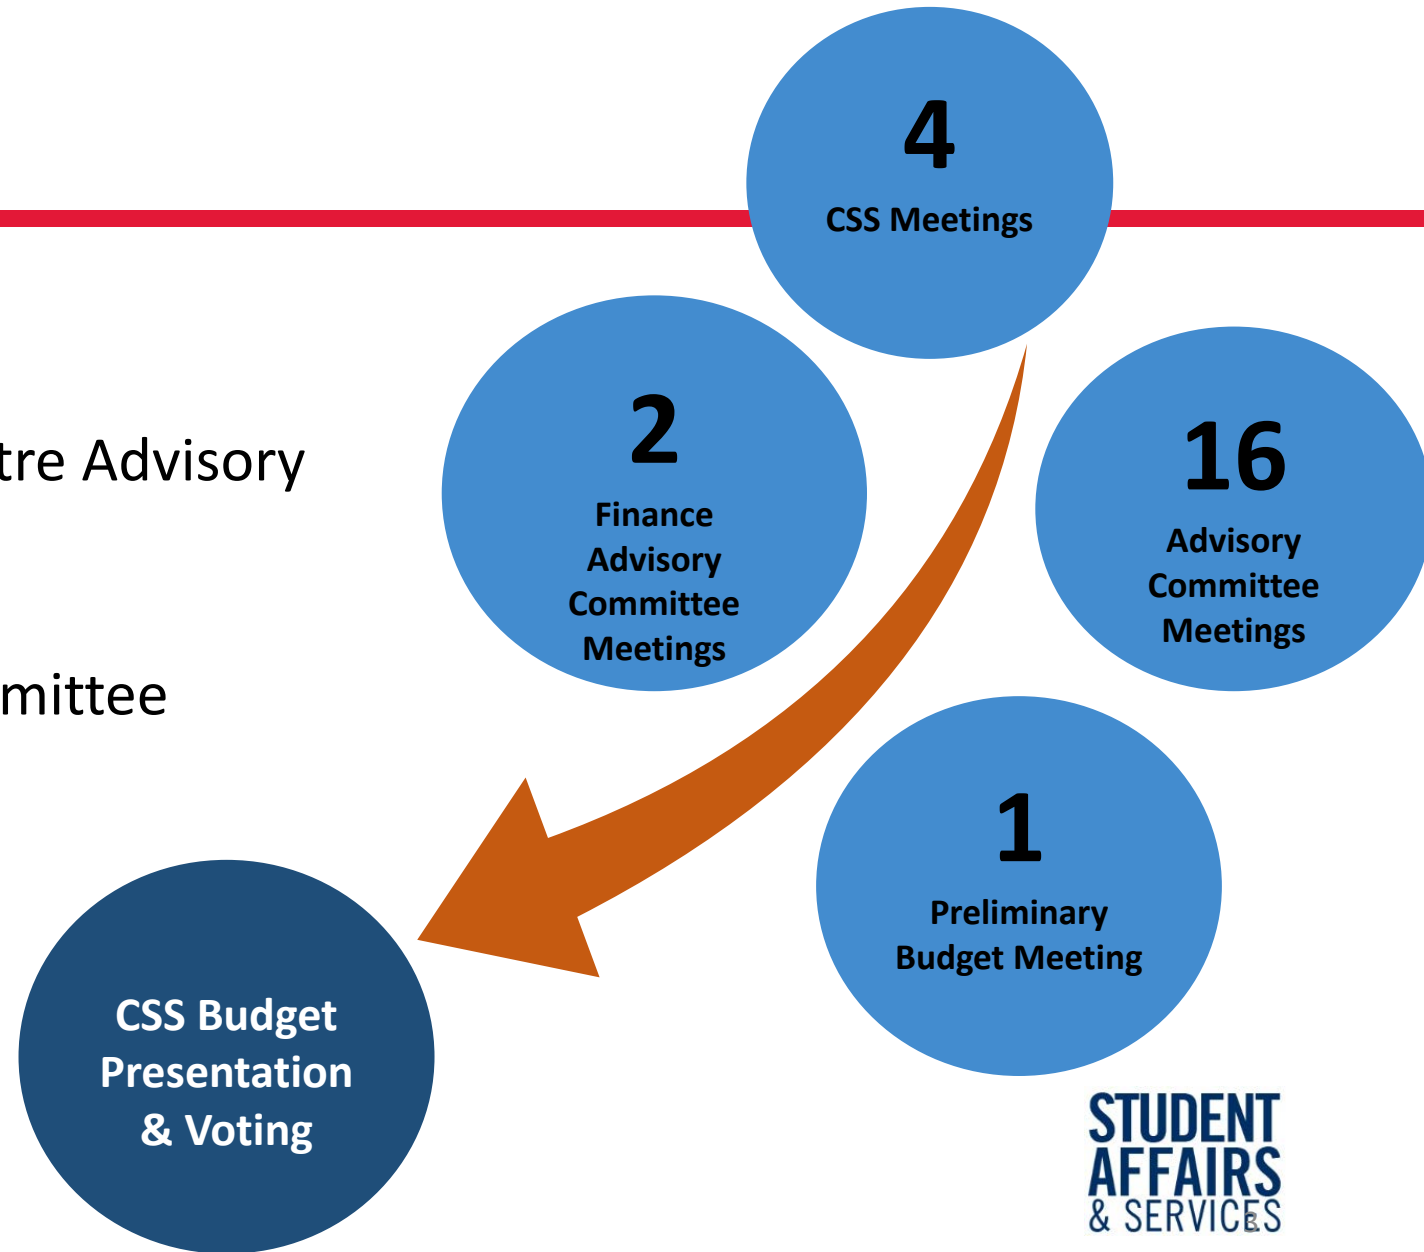 4
CSS Meetings
tre Advisory
2
Finance
Advisory
Committee
Meetings
16
Advisory
Committee
Meetings
mittee
1
Preliminary
Budget Meeting
CSS Budget
Presentation
& Voting
STUDENT
AFFAIRS
& SERVICES
3